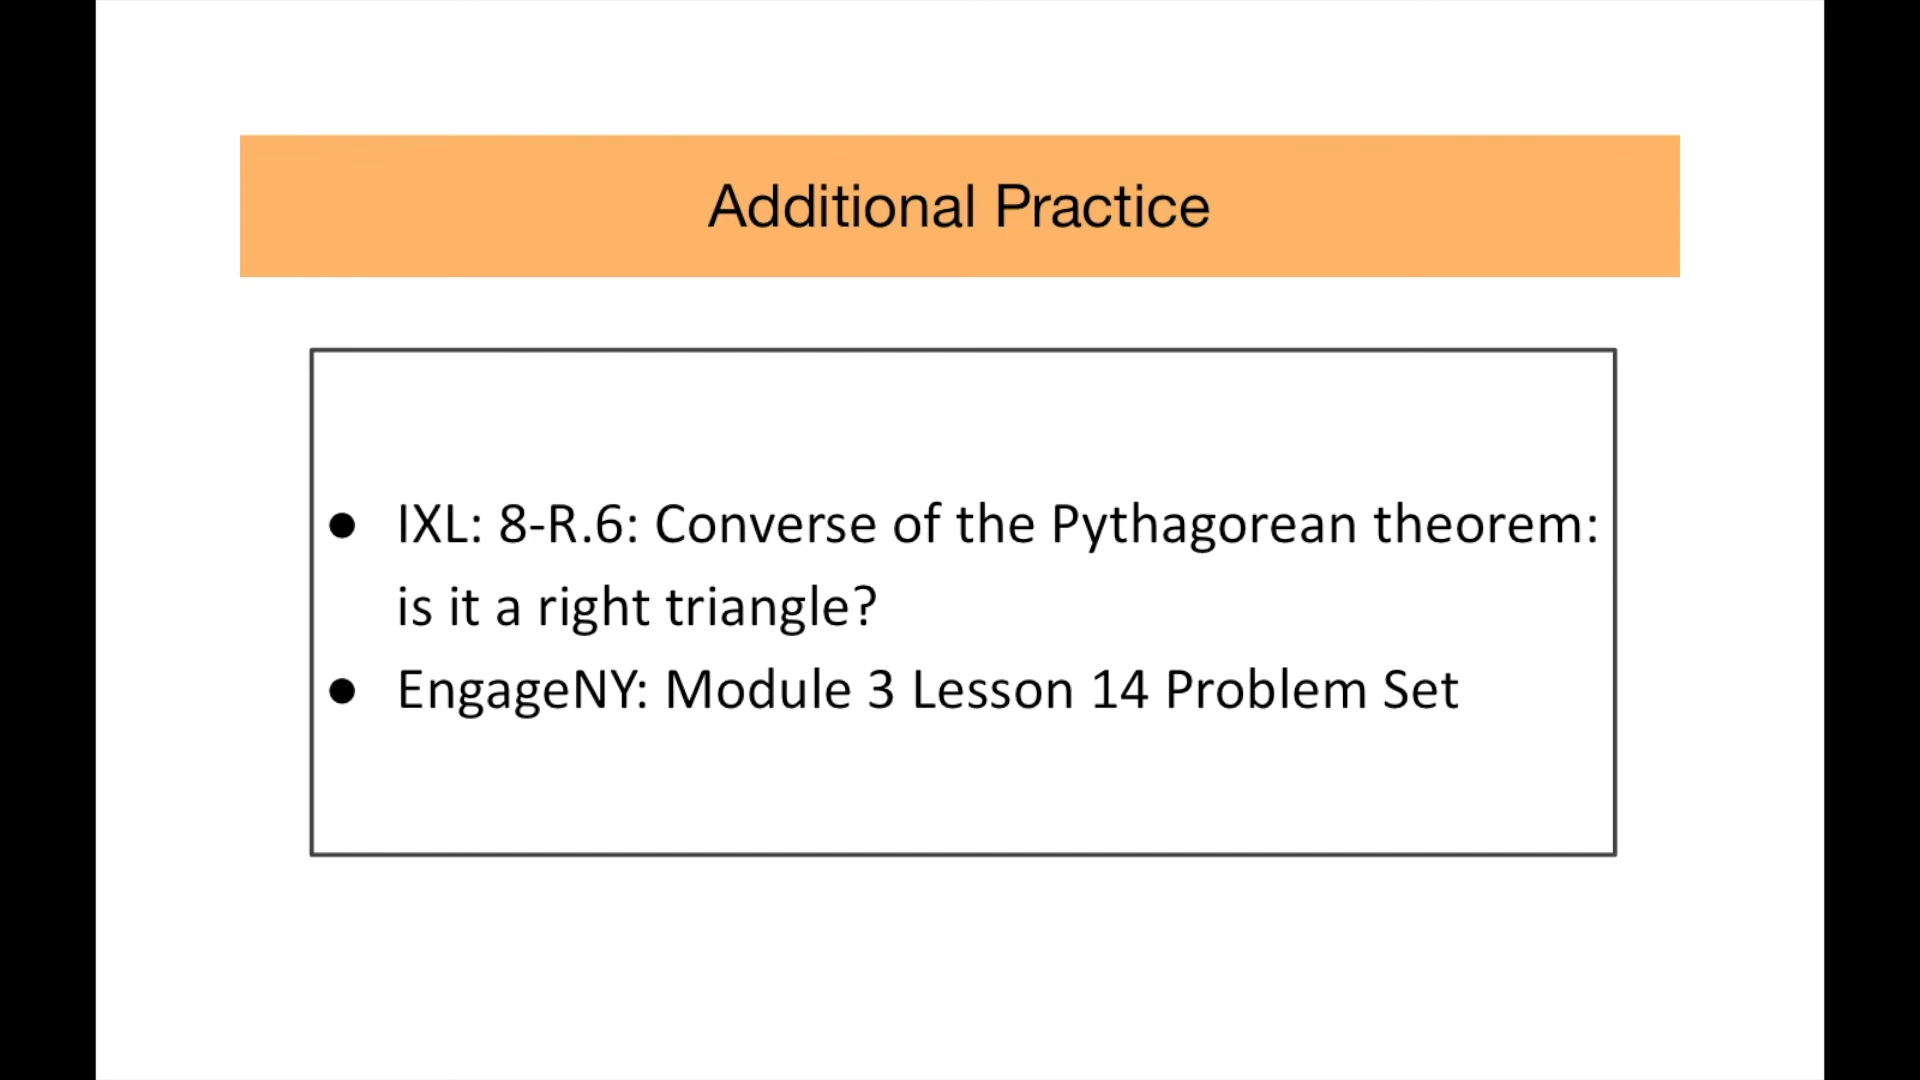 Additional Practice
● IXL: 8-R.6: Converse of the Pythagorean theorem:
is it a right triangle?
● EngageNY: Module 3 Lesson 14 Problem Set